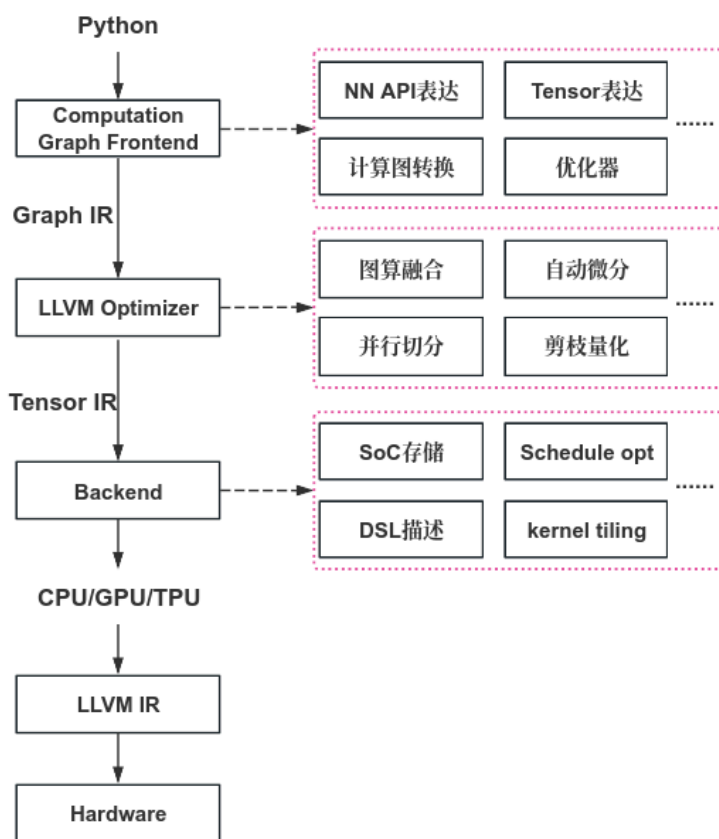 Python
Computation
Graph Frontend
NN API表达
Tensor表达
计算图转换
优化器
......
Graph IR
LLVM Optimizer
图算融合
自动微分
并行切分
剪枝量化
......
Tensor IR
Backend
SoC存储
Schedule opt
DSL描述
kernel tiling
......
CPU/GPU/TPU
LLVM IR
Hardware